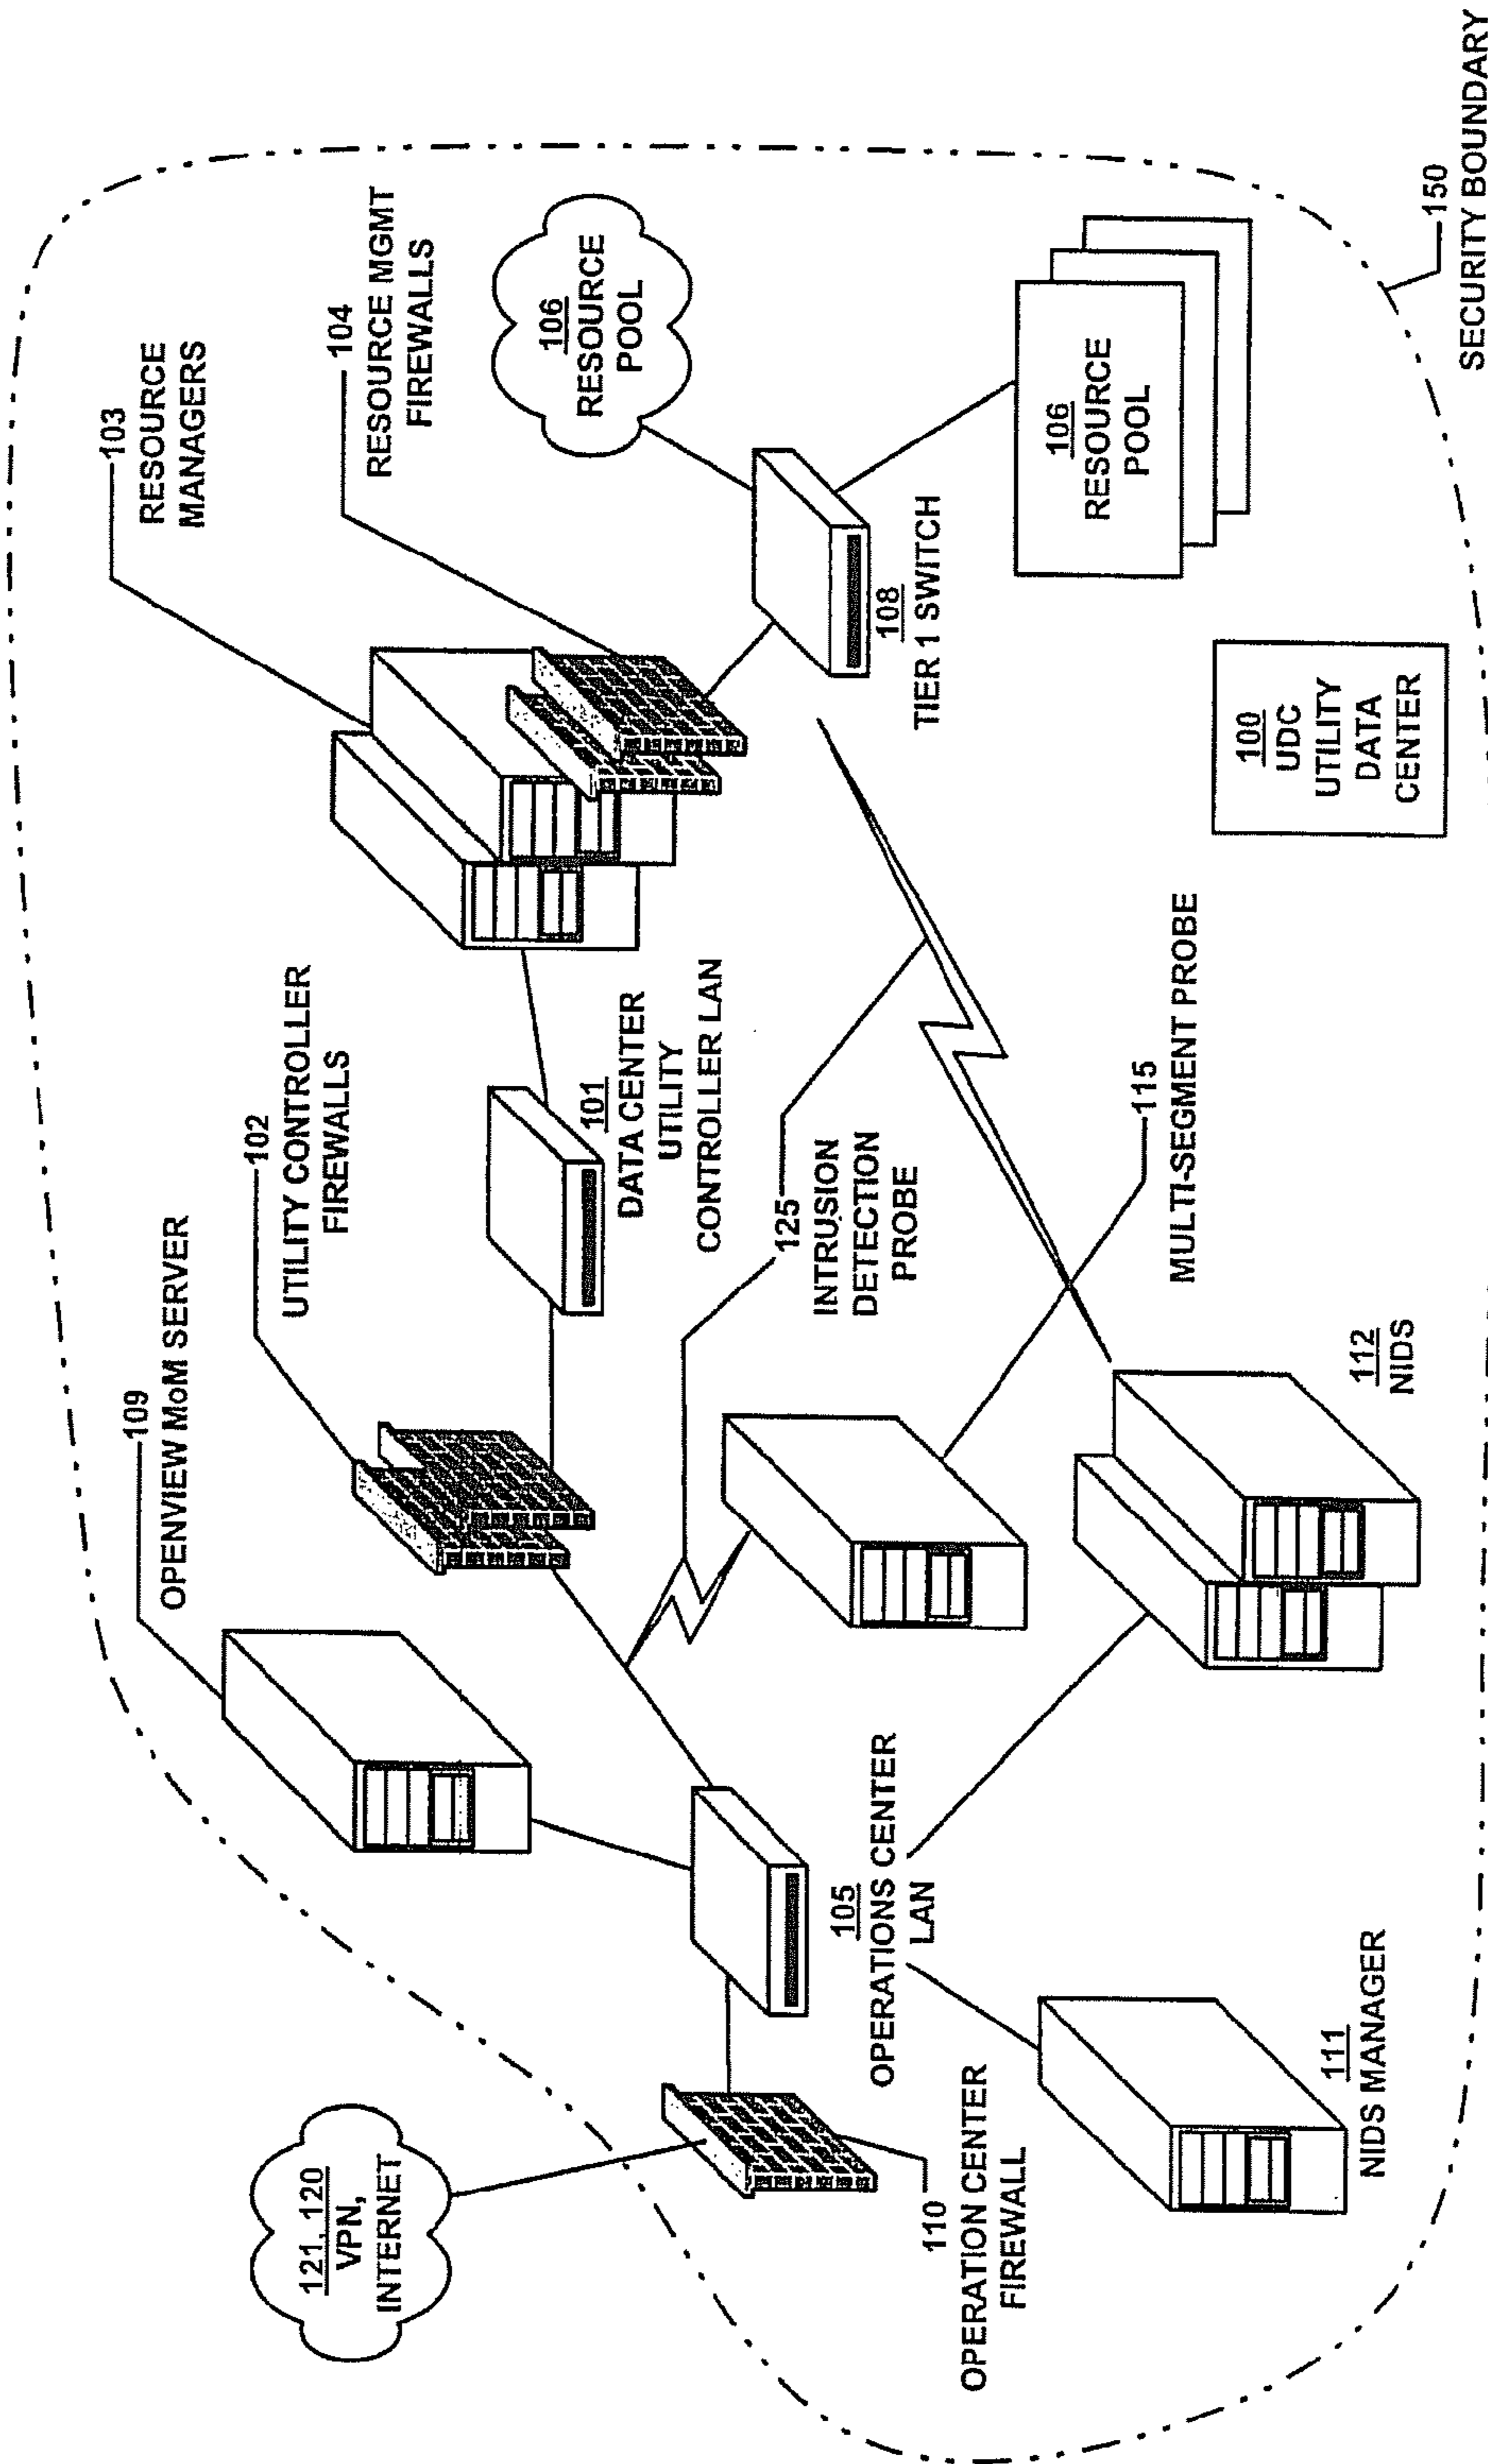 121, 120
VPN,
INTERNET
110
OPERATION CENTER
FIREWALL
109
OPENVIEW MoM SERVER
105
OPERATIONS CENTER
LAN
111
NIDS MANAGER
102
UTILITY CONTROLLER
FIREWALLS
101
DATA CENTER
UTILITY
CONTROLLER LAN
125
INTRUSION
DETECTION
PROBE
115
MULTI-SEGMENT PROBE
112
NIDS
103
RESOURCE
MANAGERS
104
RESOURCE MGMT
FIREWALLS
106
RESOURCE
POOL
108
TIER 1 SWITCH
106
RESOURCE
POOL
100
UDC
UTILITY
DATA
CENTER
150
SECURITY BOUNDARY